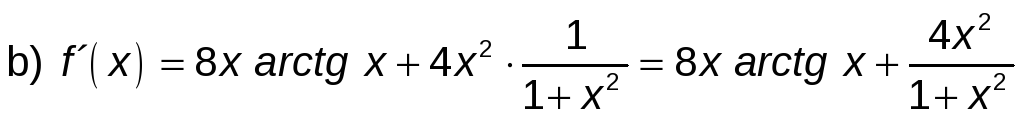 b) f´(x) = 8x arctg x + 4x² · 1/(1+x²) = 8x arctg x + 4x²/(1+x²)